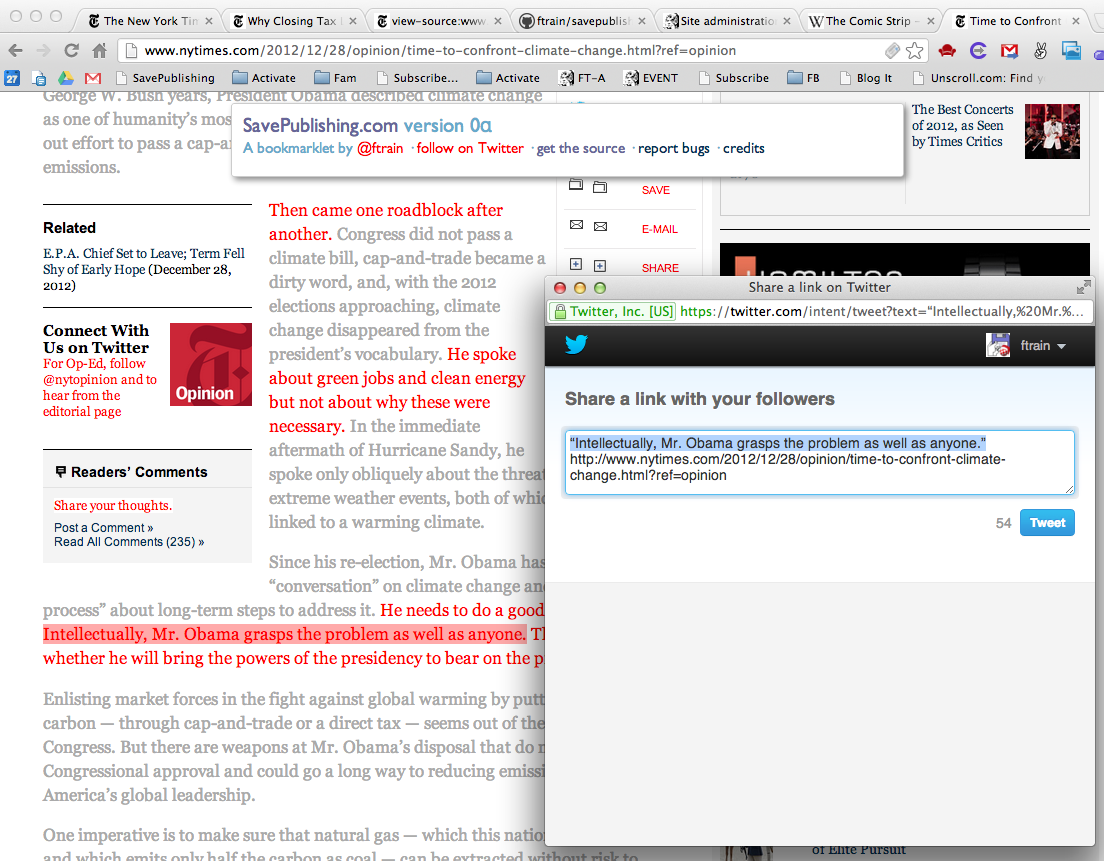 The New York Tim
Why Closing Tax
view-source:www
ftrain/savepublish
Site administratio
The Comic Strip –
Time to Confront
www.nytimes.com/2012/12/28/opinion/time-to-confront-climate-change.html?ref=opinion
27
SavePublishing
Activate
Fam
Subscribe...
Activate
FT-A
EVENT
Subscribe
FB
Blog It
Unscroll.com: Find y
George W. Bush years, President Obama described climate change
as one of humanity's mos
out effort to pass a cap-a
emissions.
SavePublishing.com version 0α
A bookmarklet by @ftrain · follow on Twitter · get the source · report bugs · credits
The Best Concerts
of 2012, as Seen
by Times Critics
SAVE
E-MAIL
SHARE
Related
E.P.A. Chief Set to Leave; Term Fell
Shy of Early Hope (December 28,
2012)
Connect With
Us on Twitter
For Op-Ed, follow
@nytopinion and to
hear from the
editorial page
Opinion
Readers' Comments
Share your thoughts.
Post a Comment »
Read All Comments (235) »
Then came one roadblock after
another. Congress did not pass a
climate bill, cap-and-trade became a
dirty word, and, with the 2012
elections approaching, climate
change disappeared from the
president's vocabulary. He spoke
about green jobs and clean energy
but not about why these were
necessary. In the immediate
aftermath of Hurricane Sandy, he
spoke only obliquely about the threat
extreme weather events, both of whic
linked to a warming climate.
Since his re-election, Mr. Obama has
“conversation” on climate change an
process” about long-term steps to address it. He needs to do a good
Intellectually, Mr. Obama grasps the problem as well as anyone. Th
whether he will bring the powers of the presidency to bear on the p
Enlisting market forces in the fight against global warming by putt
carbon — through cap-and-trade or a direct tax — seems out of the
Congress. But there are weapons at Mr. Obama's disposal that do n
Congressional approval and could go a long way to reducing emissi
America's global leadership.
One imperative is to make sure that natural gas — which this natio
and which emits only half the carbon as coal — can be extracted without risk to
Share a link on Twitter
Twitter, Inc. [US] https://twitter.com/intent/tweet?text=“Intellectually,%20Mr.%...
ftrain
Share a link with your followers
“Intellectually, Mr. Obama grasps the problem as well as anyone.”
http://www.nytimes.com/2012/12/28/opinion/time-to-confront-climate-
change.html?ref=opinion
54
Tweet
of Elite Pursuit